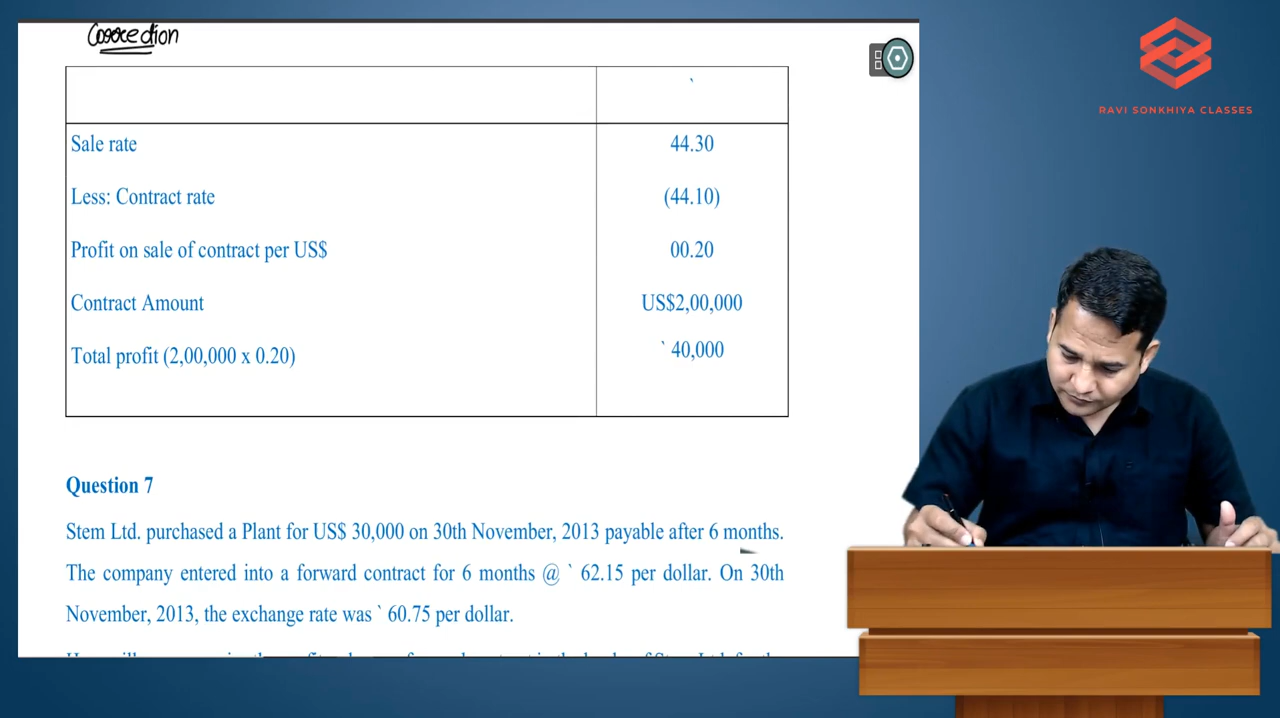 Correction
`
Sale rate 44.30
Less: Contract rate (44.10)
Profit on sale of contract per US$ 00.20
Contract Amount US$2,00,000
Total profit (2,00,000 x 0.20) ` 40,000
Question 7
Stem Ltd. purchased a Plant for US$ 30,000 on 30th November, 2013 payable after 6 months.
The company entered into a forward contract for 6 months @ ` 62.15 per dollar. On 30th
November, 2013, the exchange rate was ` 60.75 per dollar.
RAVI SONKHIYA CLASSES